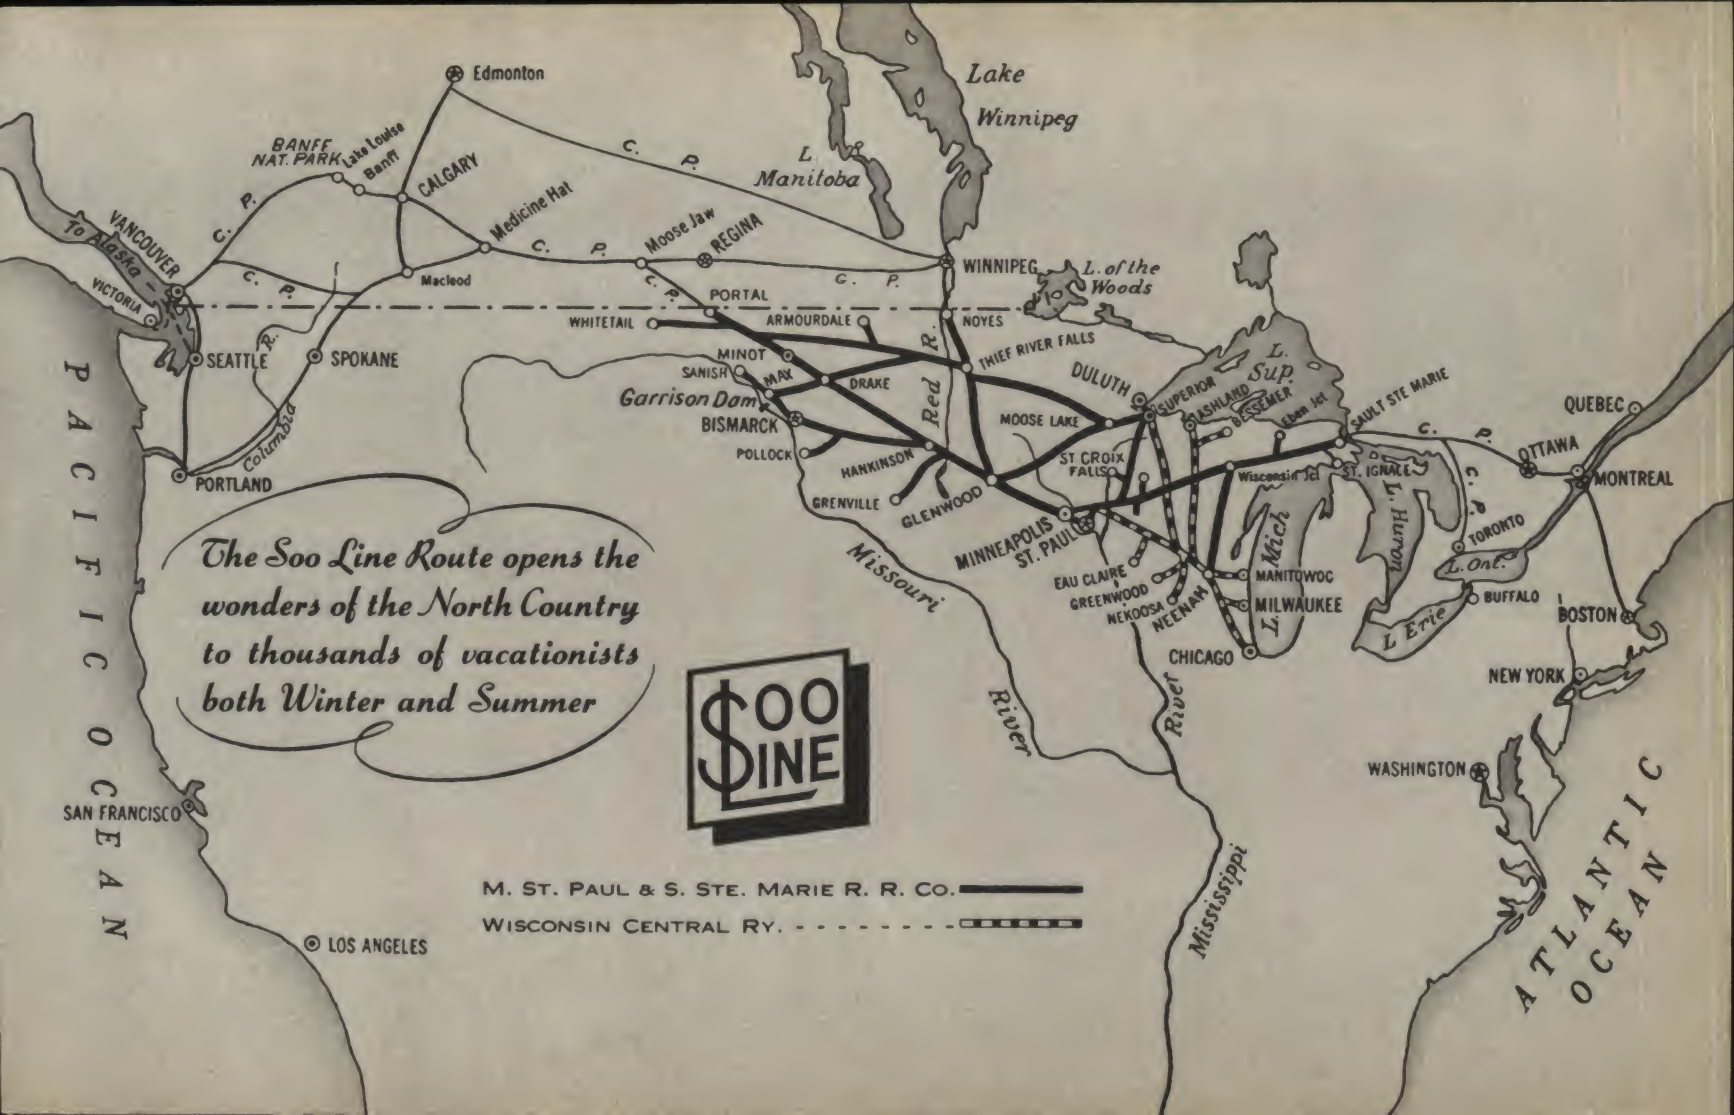 Edmonton
Lake
Winnipeg
BANFF
NAT. PARK
Lake Louise
Banff
C. P.
L.
Manitoba
CALGARY
Medicine Hat
C. P.
VANCOUVER
To Alaska
C. P.
C. P.
Macleod
C. P.
Moose Jaw
REGINA
C. P.
G. P.
WINNIPEG
L. of the
Woods
VICTORIA
PORTAL
WHITETAIL
ARMOURDALE
NOYES
SEATTLE
R.
SPOKANE
MINOT
SANISH
MAX
DRAKE
Red R.
THIEF RIVER FALLS
DULUTH
SUPERIOR
ASHLAND
BESSEMER
Eben Jct
L.
Sup.
SAULT STE MARIE
QUEBEC
Garrison Dam
BISMARCK
POLLOCK
HANKINSON
MOOSE LAKE
ST CROIX
FALLS
Wisconsin Jct
ST. IGNACE
C. P.
OTTAWA
MONTREAL
C. P.
Columbia
PORTLAND
GRENVILLE
GLENWOOD
MINNEAPOLIS
ST. PAUL
L. Mich
L. Huron
TORONTO
L. Ont.
EAU CLAIRE
GREENWOOD
NEKOOSA
NEENAH
MANITOWOC
MILWAUKEE
CHICAGO
L Erie
BUFFALO
BOSTON
NEW YORK
WASHINGTON
PACIFIC OCEAN
The Soo Line Route opens the
wonders of the North Country
to thousands of vacationists
both Winter and Summer
Missouri
River
River
Mississippi
SOO
LINE
SAN FRANCISCO
LOS ANGELES
M. ST. PAUL & S. STE. MARIE R. R. CO.
WISCONSIN CENTRAL RY. - - - - - - - -
ATLANTIC
OCEAN